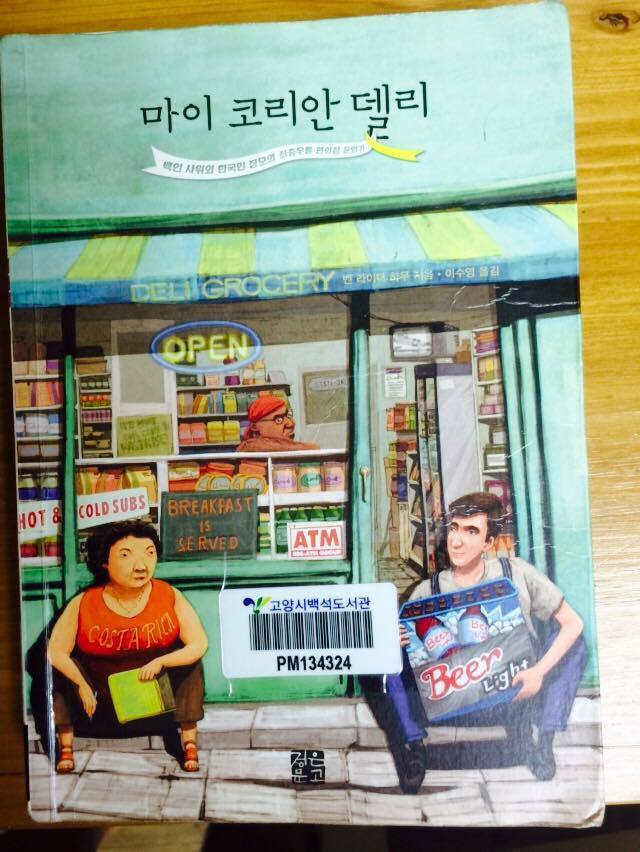 마이 코리안 델리
백인 사위와 한국인 장모의 좌충우돌 편의점 운영기
DELI GROCERY 벤 라이더 하우 지음 • 이수영 옮김
OPEN
HOT & COLD SUBS
BREAKFAST
IS
SERVED
ATM
COSTARICA
고양시백석도서관
PM134324
Beer Beer
Beer Light
젊은
문고